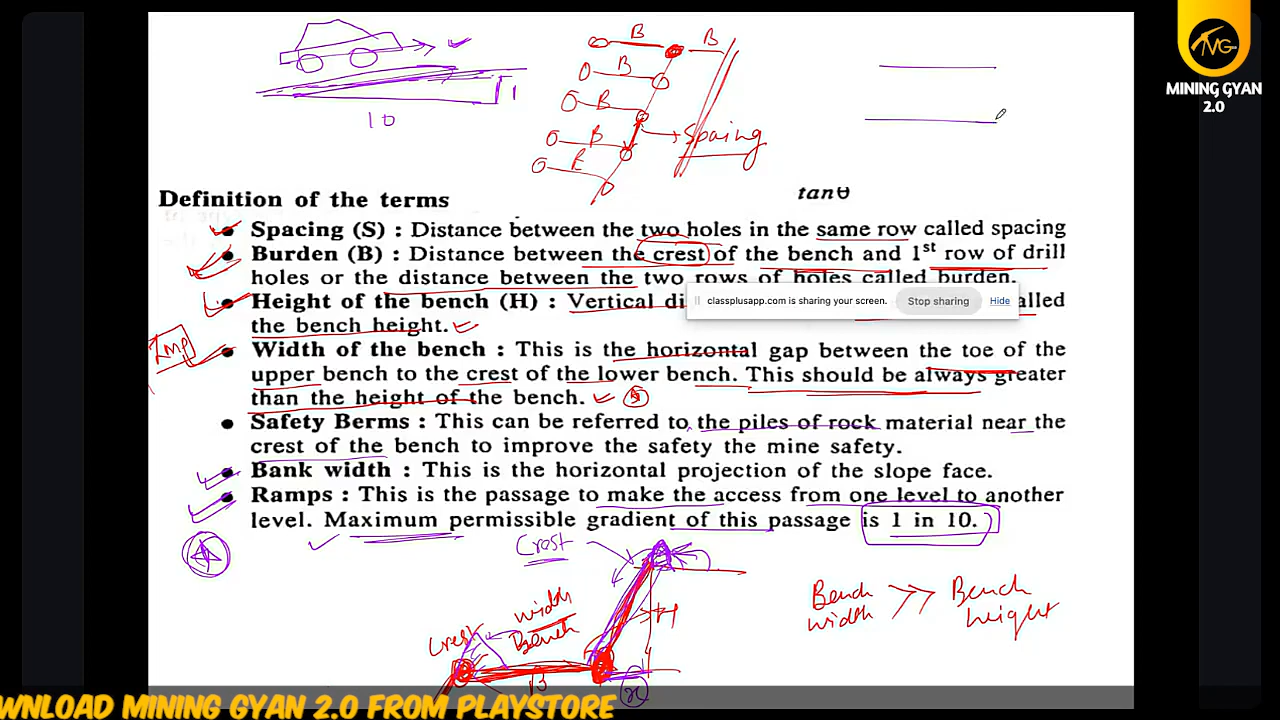 B
B
B
B
B
B
Spaing
1
10
MINING GYAN
2.0
Definition of the terms
tanθ
Spacing (S) : Distance between the two holes in the same row called spacing
Burden (B) : Distance between the crest of the bench and 1st row of drill
holes or the distance between the two rows of holes called burden.
Height of the bench (H) : Vertical di
alled
classplusapp.com is sharing your screen. Stop sharing Hide
the bench height.
Imp
Width of the bench : This is the horizontal gap between the toe of the
upper bench to the crest of the lower bench. This should be always greater
than the height of the bench.
Safety Berms : This can be referred to the piles of rock material near the
crest of the bench to improve the safety the mine safety.
Bank width : This is the horizontal projection of the slope face.
Ramps : This is the passage to make the access from one level to another
level. Maximum permissible gradient of this passage is 1 in 10.
Crest
width
Bench
Crest
H
B
x
Bench >> Bench
width height
WNLOAD MINING GYAN 2.0 FROM PLAYSTORE